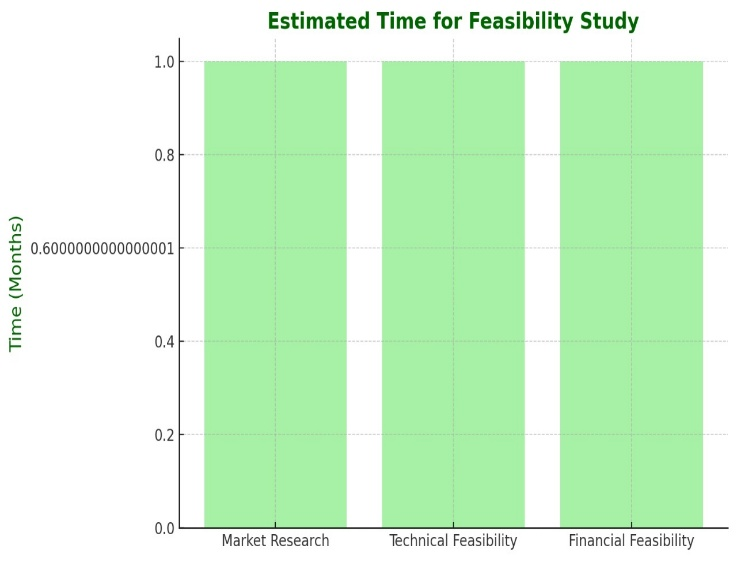 Estimated Time for Feasibility Study
Time (Months)
1.0
0.8
0.6000000000000001
0.4
0.2
0.0
Market Research
Technical Feasibility
Financial Feasibility